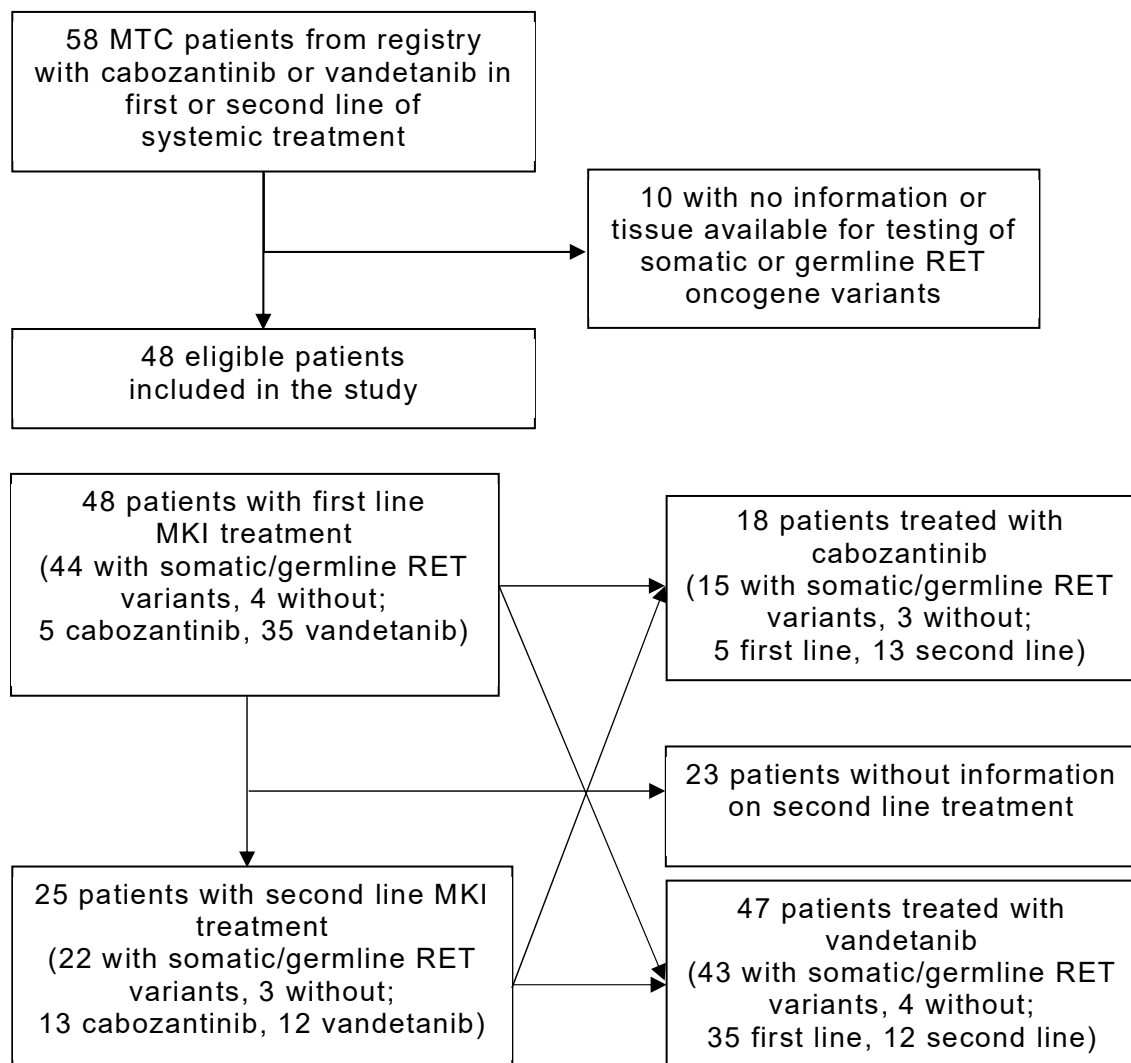 58 MTC patients from registry
with cabozantinib or vandetanib in
first or second line of
systemic treatment
10 with no information or
tissue available for testing of
somatic or germline RET
oncogene variants
48 eligible patients
included in the study
48 patients with first line
MKI treatment
(44 with somatic/germline RET
variants, 4 without;
5 cabozantinib, 35 vandetanib)
18 patients treated with
cabozantinib
(15 with somatic/germline RET
variants, 3 without;
5 first line, 13 second line)
23 patients without information
on second line treatment
25 patients with second line MKI
treatment
(22 with somatic/germline RET
variants, 3 without;
13 cabozantinib, 12 vandetanib)
47 patients treated with
vandetanib
(43 with somatic/germline RET
variants, 4 without;
35 first line, 12 second line)